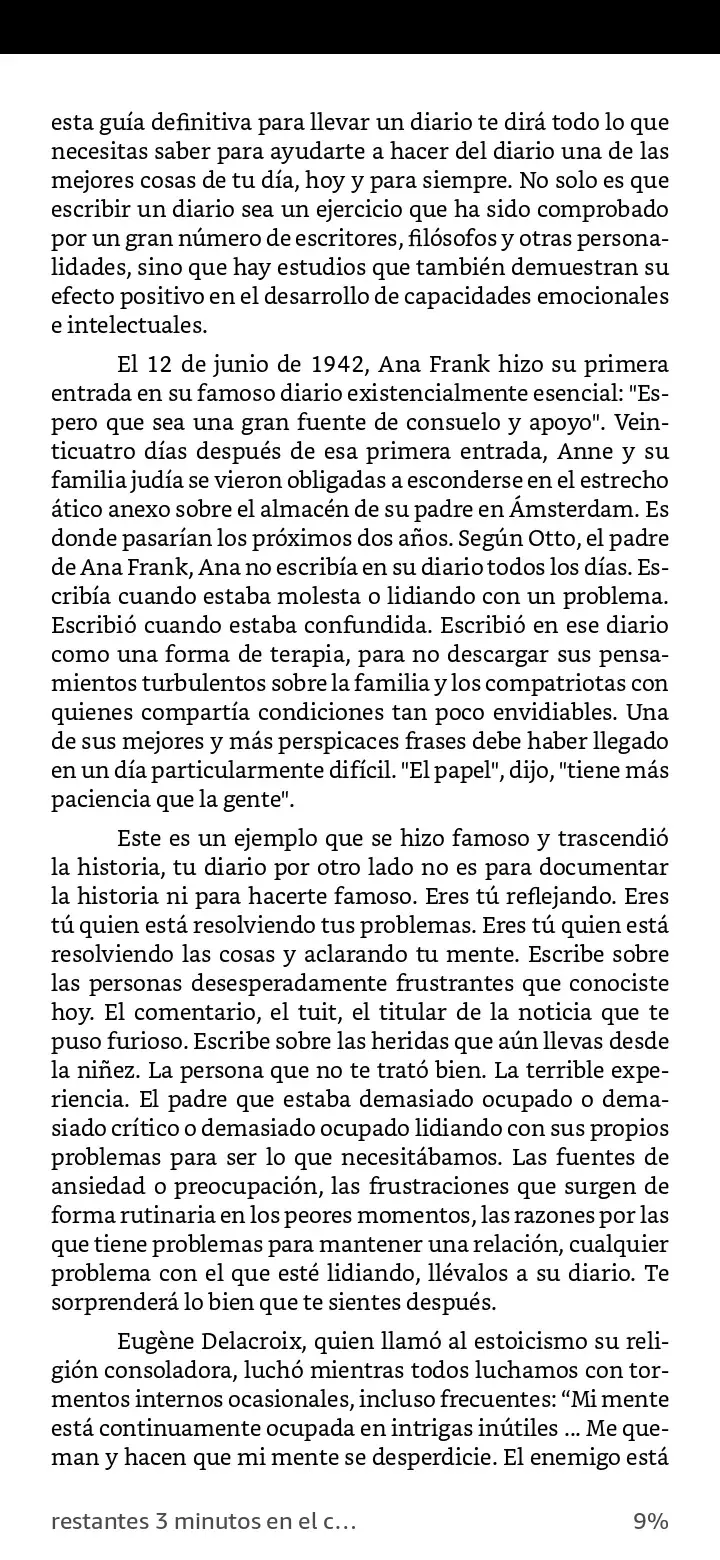 esta guía definitiva para llevar un diario te dirá todo lo que
necesitas saber para ayudarte a hacer del diario una de las
mejores cosas de tu día, hoy y para siempre. No solo es que
escribir un diario sea un ejercicio que ha sido comprobado
por un gran número de escritores, filósofos y otras persona-
lidades, sino que hay estudios que también demuestran su
efecto positivo en el desarrollo de capacidades emocionales
e intelectuales.
El 12 de junio de 1942, Ana Frank hizo su primera
entrada en su famoso diario existencialmente esencial: "Es-
pero que sea una gran fuente de consuelo y apoyo". Vein-
ticuatro días después de esa primera entrada, Anne y su
familia judía se vieron obligadas a esconderse en el estrecho
ático anexo sobre el almacén de su padre en Ámsterdam. Es
donde pasarían los próximos dos años. Según Otto, el padre
de Ana Frank, Ana no escribía en su diario todos los días. Es-
cribía cuando estaba molesta o lidiando con un problema.
Escribió cuando estaba confundida. Escribió en ese diario
como una forma de terapia, para no descargar sus pensa-
mientos turbulentos sobre la familia y los compatriotas con
quienes compartía condiciones tan poco envidiables. Una
de sus mejores y más perspicaces frases debe haber llegado
en un día particularmente difícil. "El papel", dijo, "tiene más
paciencia que la gente".
Este es un ejemplo que se hizo famoso y trascendió
la historia, tu diario por otro lado no es para documentar
la historia ni para hacerte famoso. Eres tú reflejando. Eres
tú quien está resolviendo tus problemas. Eres tú quien está
resolviendo las cosas y aclarando tu mente. Escribe sobre
las personas desesperadamente frustrantes que conociste
hoy. El comentario, el tuit, el titular de la noticia que te
puso furioso. Escribe sobre las heridas que aún llevas desde
la niñez. La persona que no te trató bien. La terrible expe-
riencia. El padre que estaba demasiado ocupado o dema-
siado crítico o demasiado ocupado lidiando con sus propios
problemas para ser lo que necesitábamos. Las fuentes de
ansiedad o preocupación, las frustraciones que surgen de
forma rutinaria en los peores momentos, las razones por las
que tiene problemas para mantener una relación, cualquier
problema con el que esté lidiando, llévalos a su diario. Te
sorprenderá lo bien que te sientes después.
Eugène Delacroix, quien llamó al estoicismo su reli-
gión consoladora, luchó mientras todos luchamos con tor-
mentos internos ocasionales, incluso frecuentes: “Mi mente
está continuamente ocupada en intrigas inútiles ... Me que-
man y hacen que mi mente se desperdicie. El enemigo está
restantes 3 minutos en el c... 9%